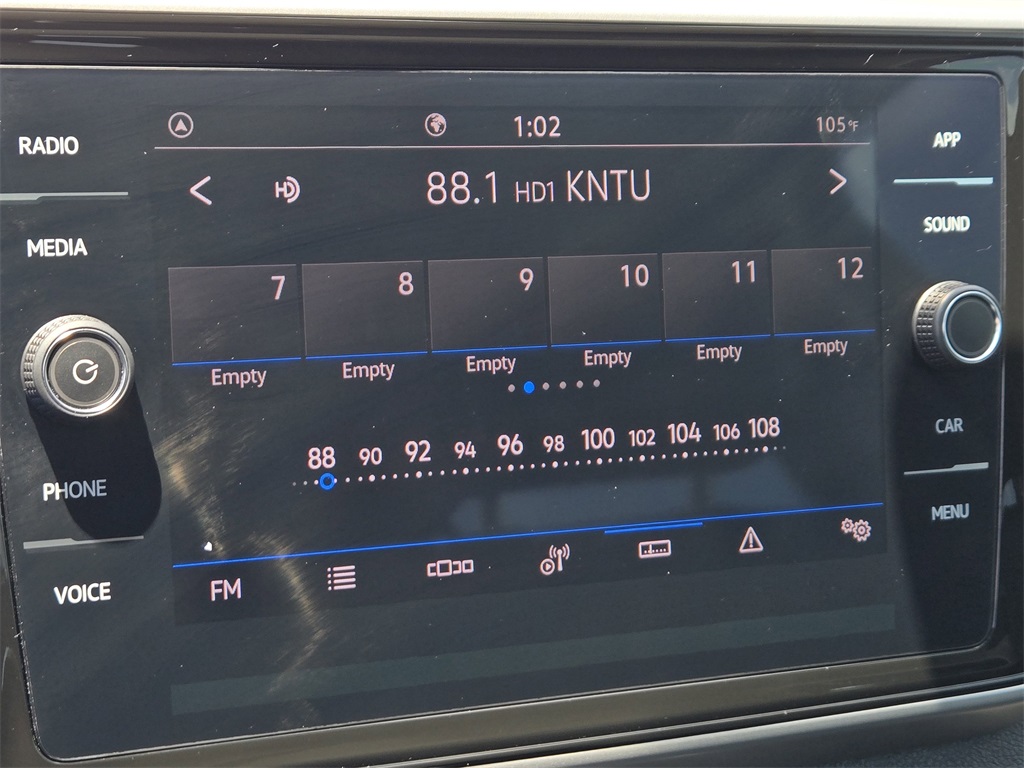 RADIO
MEDIA
PHONE
VOICE
1:02 105°F
< HD 88.1 HD1 KNTU >
7 8 9 10 11 12
Empty Empty Empty Empty Empty Empty
88 90 92 94 96 98 100 102 104 106 108
FM
APP
SOUND
CAR
MENU